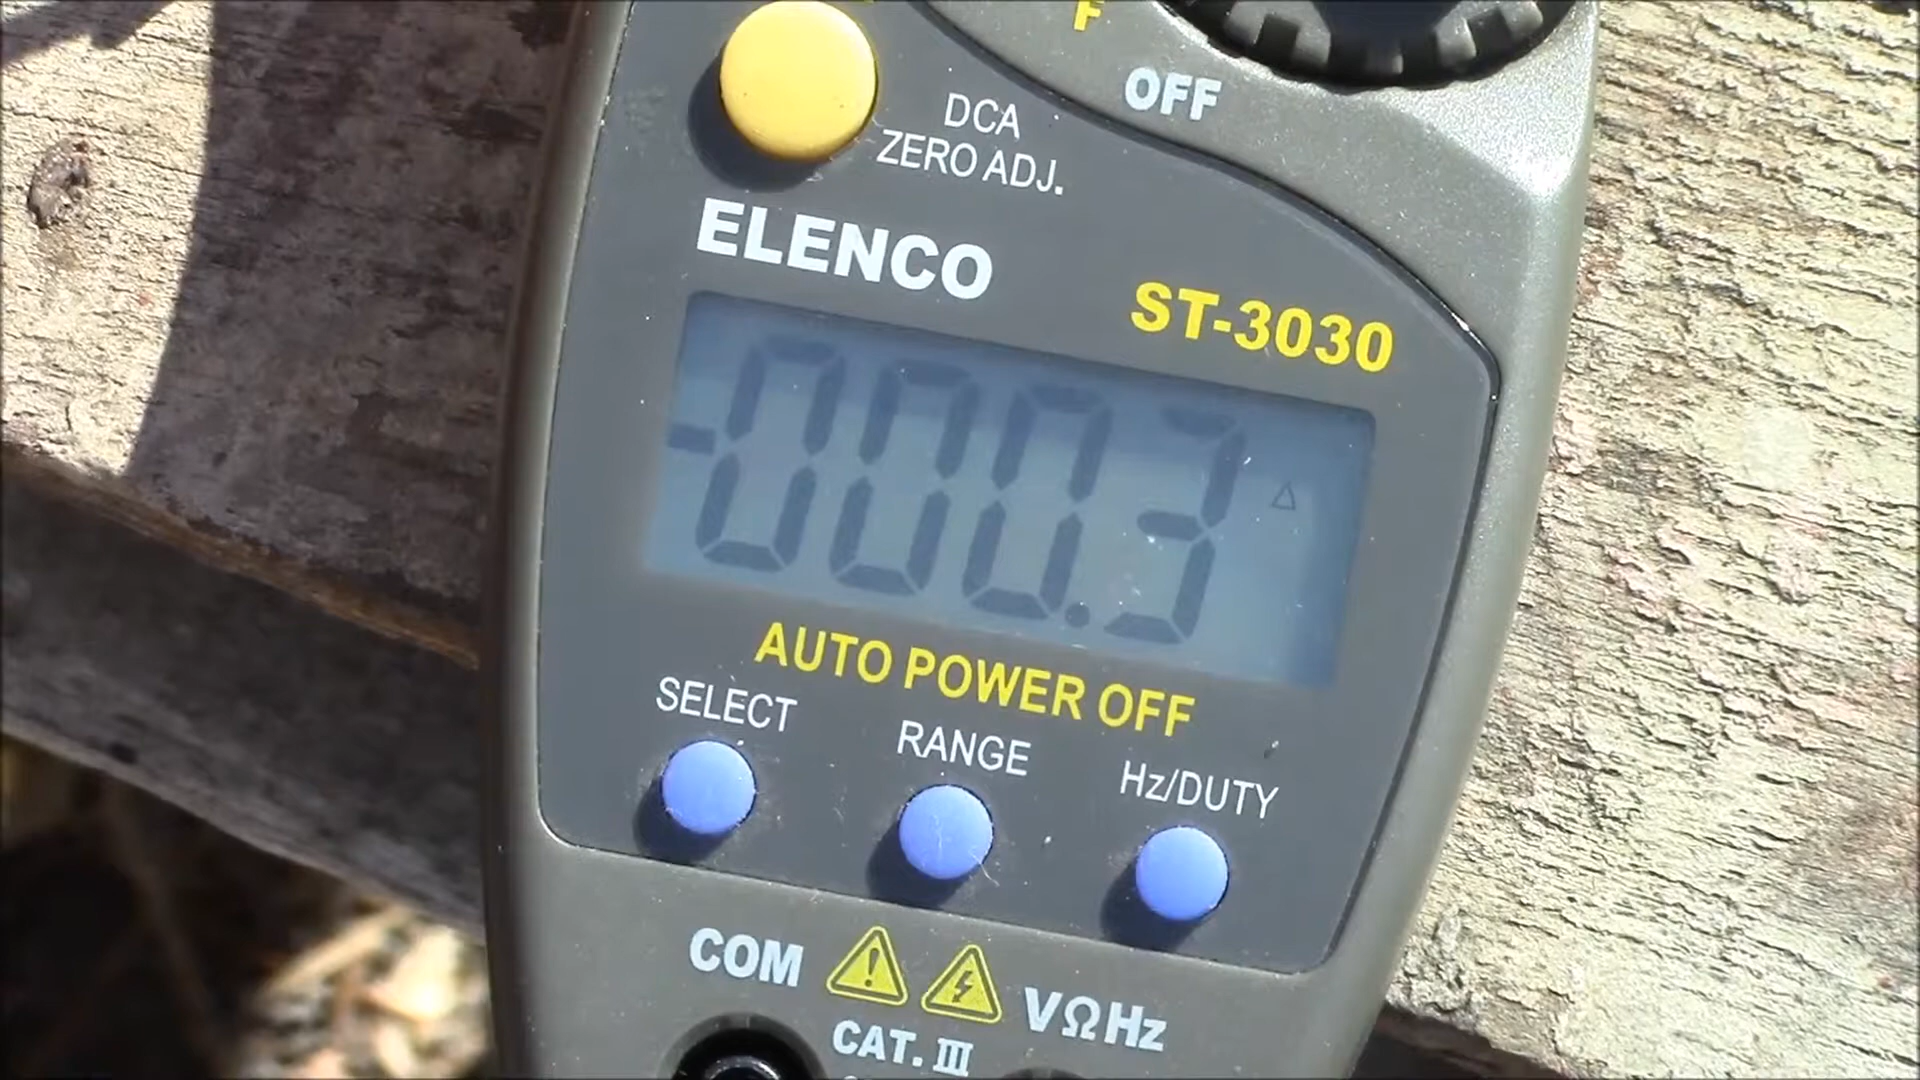 F
OFF
DCA
ZERO ADJ.
ELENCO
ST-3030
-000.3 Δ
AUTO POWER OFF
SELECT
RANGE
Hz/DUTY
COM
VΩHz
CAT. III